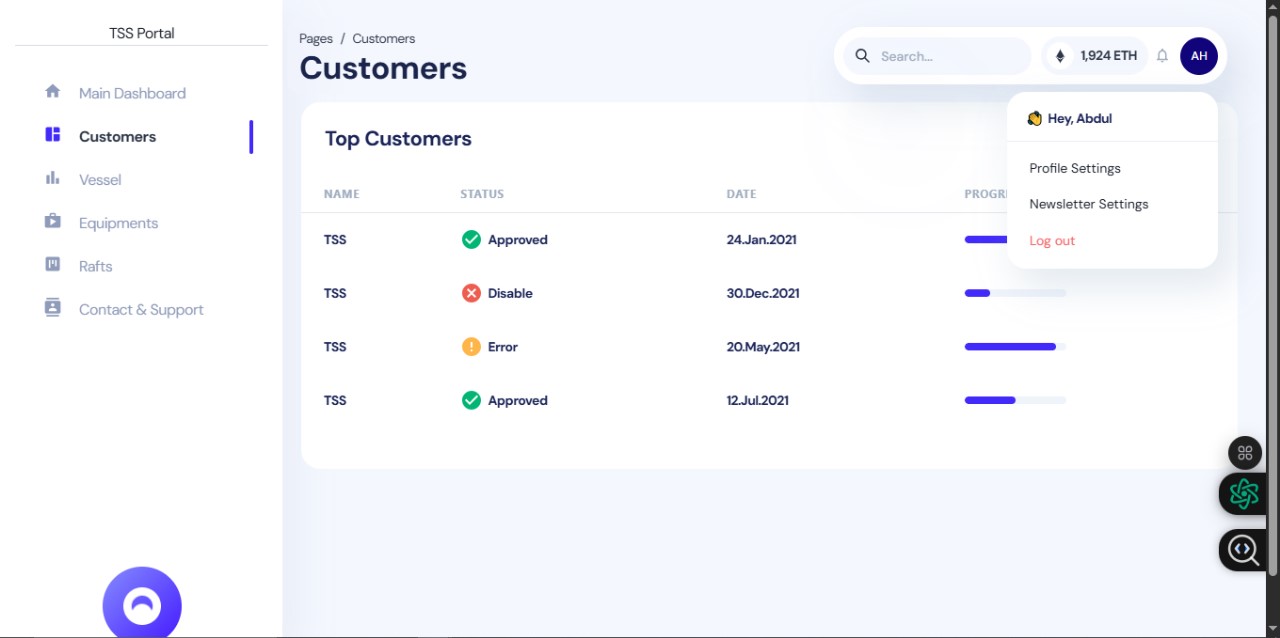 TSS Portal
Main Dashboard
Customers
Vessel
Equipments
Rafts
Contact & Support
Pages / Customers
Customers
Search...
1,924 ETH
AH
Hey, Abdul
Profile Settings
Newsletter Settings
Log out
Top Customers
NAME STATUS DATE PROGR
TSS Approved 24.Jan.2021
TSS Disable 30.Dec.2021
TSS Error 20.May.2021
TSS Approved 12.Jul.2021